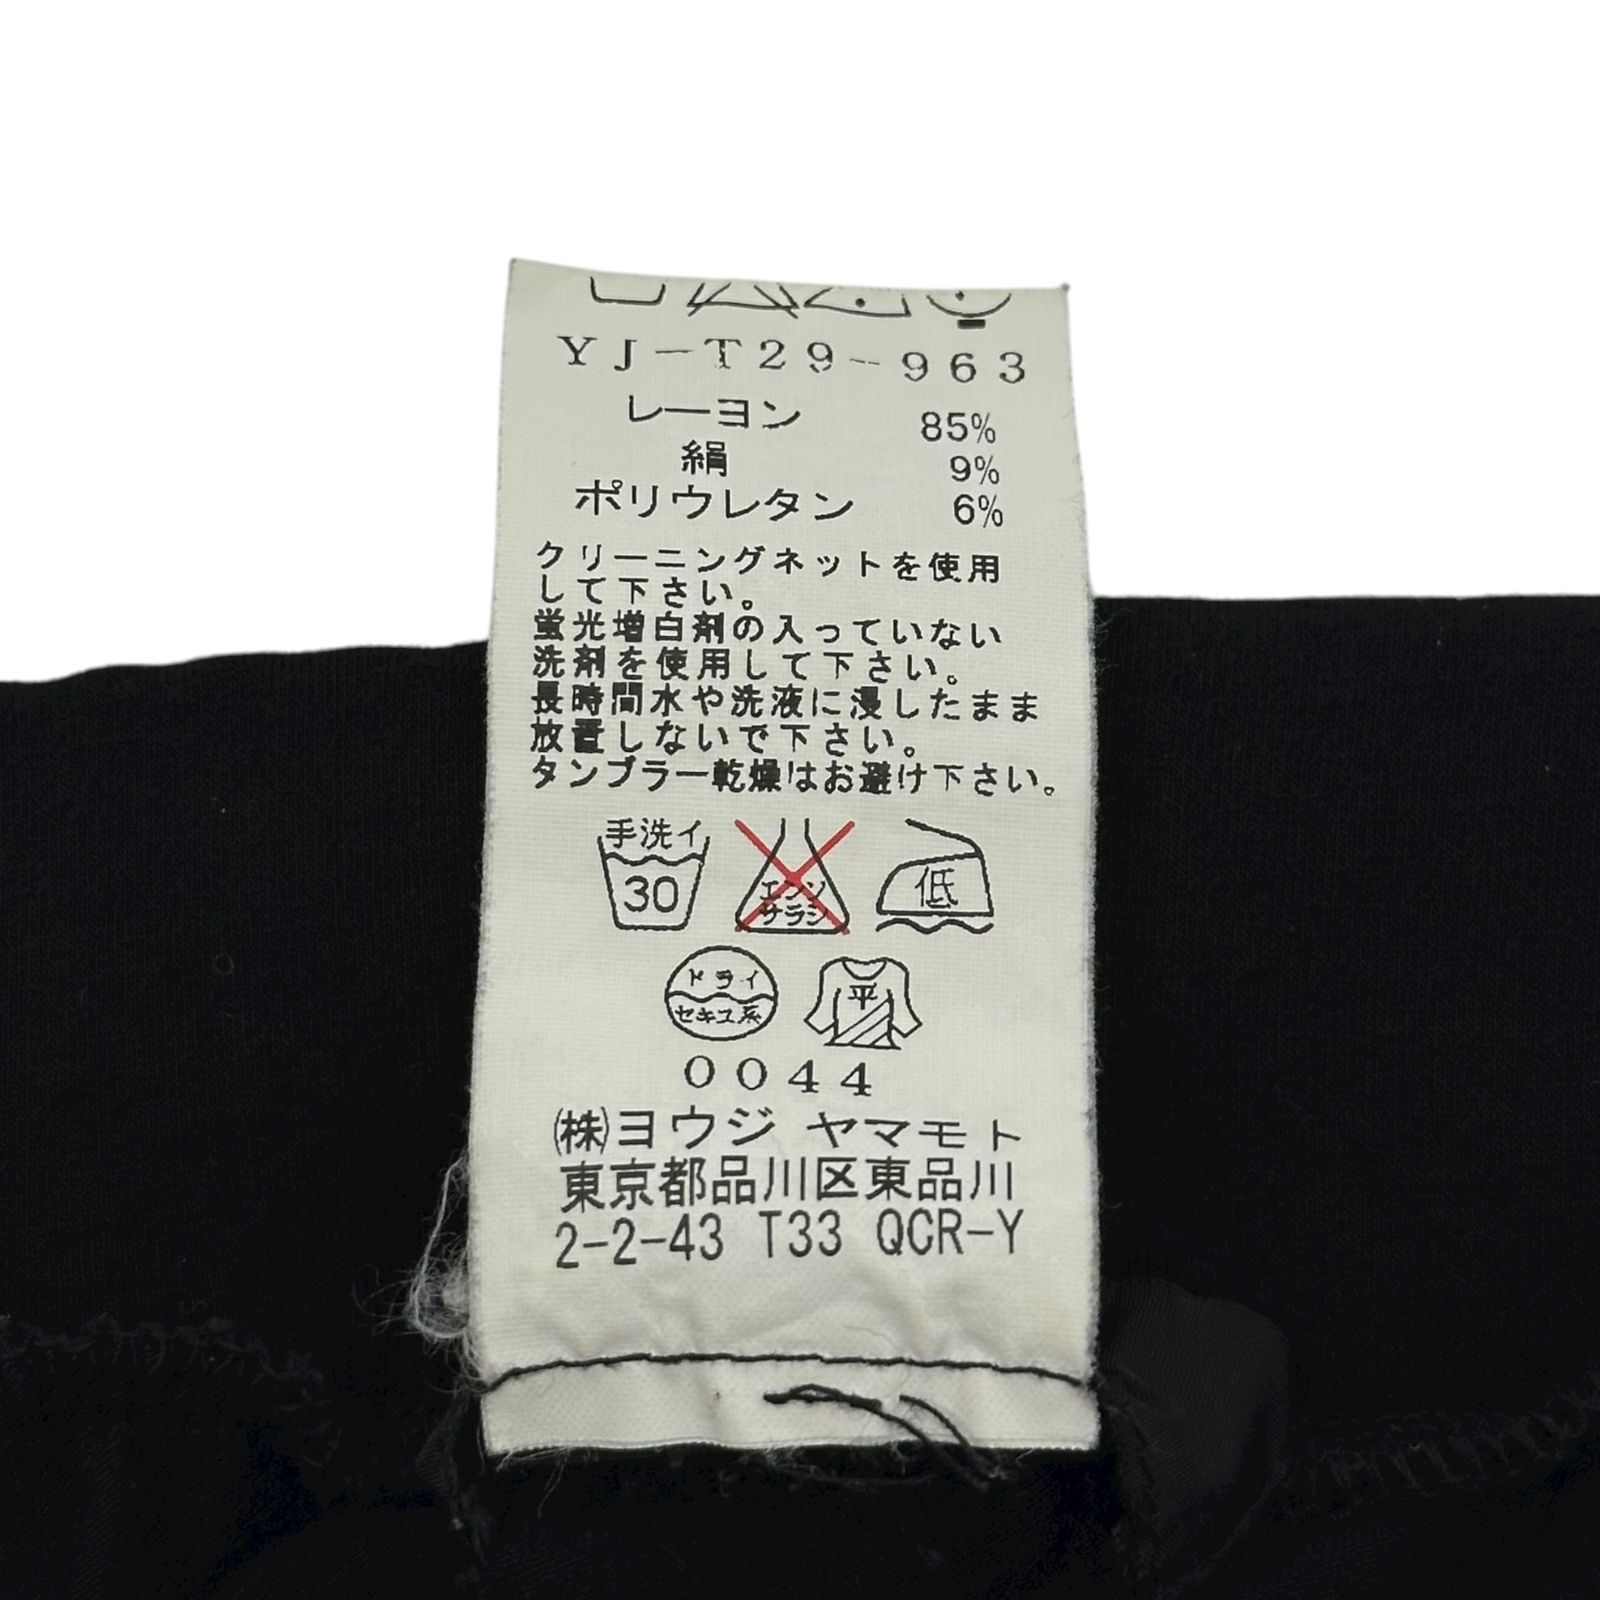 YJ-T29-963
レーヨン 85%
絹 9%
ポリウレタン 6%
クリーニングネットを使用
して下さい。
蛍光増白剤の入っていない
洗剤を使用して下さい。
長時間水や洗液に浸したまま
放置しないで下さい。
タンブラー乾燥はお避け下さい。
手洗イ
30
エンソ
サラシ
低
ドライ
セキユ系
平
0044
㈱ヨウジ ヤマモト
東京都品川区東品川
2-2-43 T33 QCR-Y